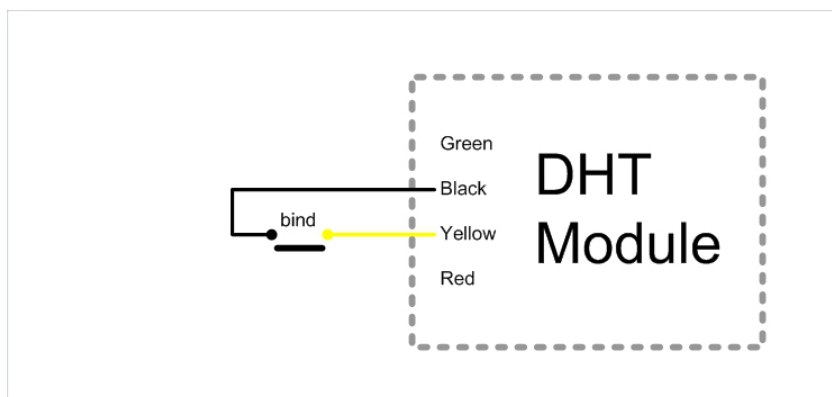 Green
Black
bind
Yellow
Red
DHT
Module